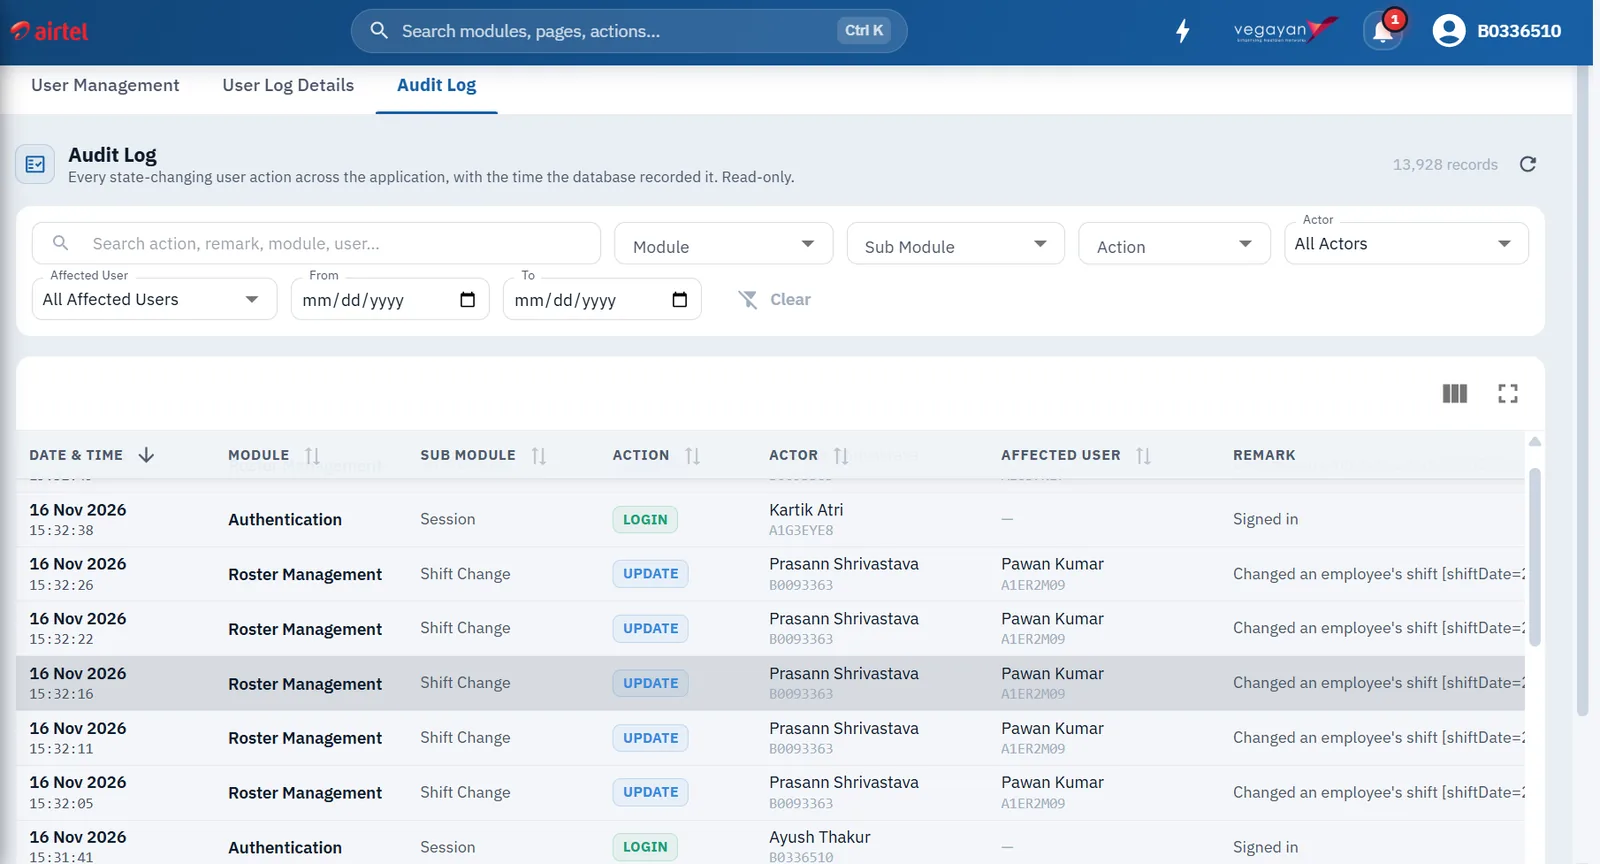 airtel
Search modules, pages, actions...
Ctrl K
vegayan
1
B0336510
User Management
User Log Details
Audit Log
Audit Log
Every state-changing user action across the application, with the time the database recorded it. Read-only.
13,928 records
Search action, remark, module, user...
Module
Sub Module
Action
Actor
All Actors
Affected User
All Affected Users
From
mm/dd/yyyy
To
mm/dd/yyyy
Clear
DATE & TIME MODULE SUB MODULE ACTION ACTOR AFFECTED USER REMARK
16 Nov 2026
15:32:38
Authentication
Session
LOGIN
Kartik Atri
A1G3EYE8
—
Signed in
16 Nov 2026
15:32:26
Roster Management
Shift Change
UPDATE
Prasann Shrivastava
B0093363
Pawan Kumar
A1ER2M09
Changed an employee's shift [shiftDate=2
16 Nov 2026
15:32:22
Roster Management
Shift Change
UPDATE
Prasann Shrivastava
B0093363
Pawan Kumar
A1ER2M09
Changed an employee's shift [shiftDate=2
16 Nov 2026
15:32:16
Roster Management
Shift Change
UPDATE
Prasann Shrivastava
B0093363
Pawan Kumar
A1ER2M09
Changed an employee's shift [shiftDate=2
16 Nov 2026
15:32:11
Roster Management
Shift Change
UPDATE
Prasann Shrivastava
B0093363
Pawan Kumar
A1ER2M09
Changed an employee's shift [shiftDate=2
16 Nov 2026
15:32:05
Roster Management
Shift Change
UPDATE
Prasann Shrivastava
B0093363
Pawan Kumar
A1ER2M09
Changed an employee's shift [shiftDate=2
16 Nov 2026
15:31:41
Authentication
Session
LOGIN
Ayush Thakur
B0336510
—
Signed in